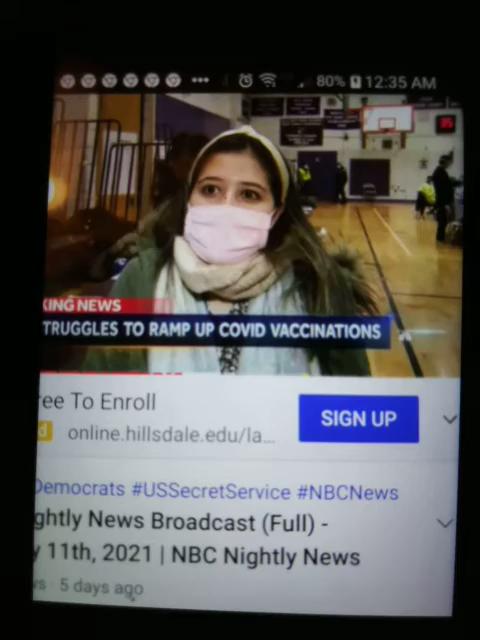 80% 12:35 AM
KING NEWS
TRUGGLES TO RAMP UP COVID VACCINATIONS
ree To Enroll
SIGN UP
d online.hillsdale.edu/la...
Democrats #USSecretService #NBCNews
ghtly News Broadcast (Full) -
y 11th, 2021 | NBC Nightly News
ws · 5 days ago